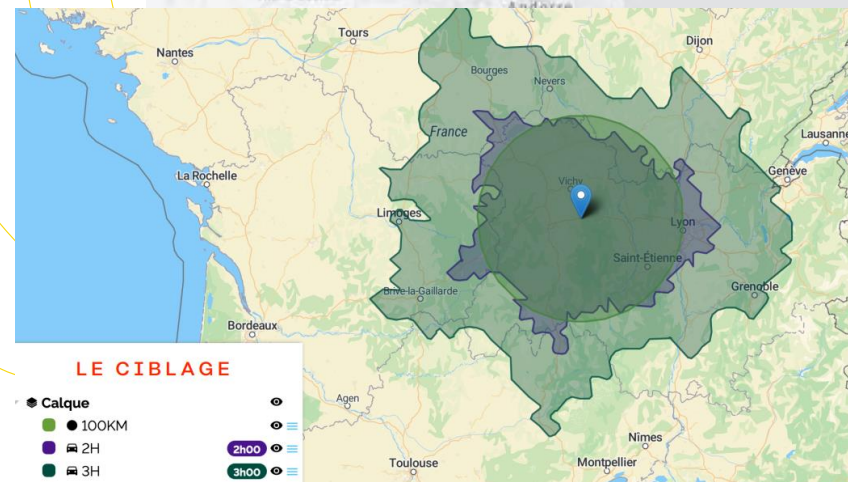 Andorre
Tours
Dijon
Nantes
Bourges
Nevers
France
Lausanne
Genève
La Rochelle
Vichy
Limoges
Lyon
Saint-Étienne
Grenoble
Brive-la-Gaillarde
Bordeaux
LE CIBLAGE
Calque
100KM
2H 2h00
3H 3h00
Agen
Nîmes
Toulouse
Montpellier